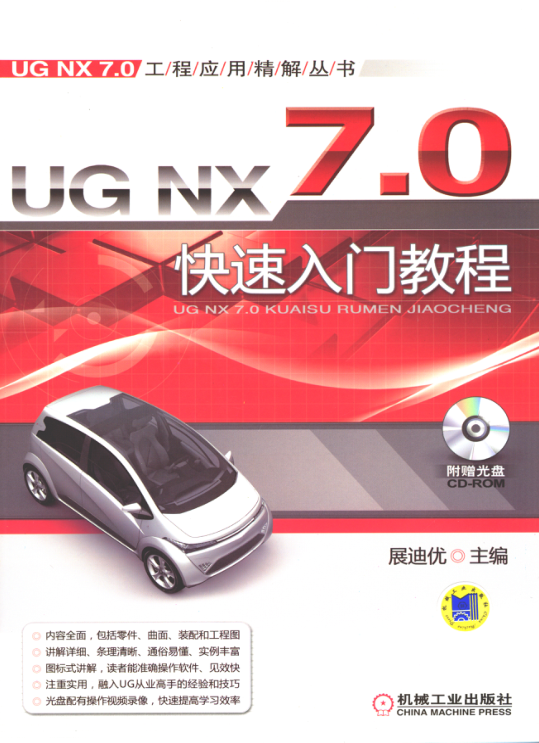 UG NX 7.0 工/程/应/用/精/解/丛/书
7.0
UG NX
快速入门教程
UG NX 7.0 KUAISU RUMEN JIAOCHENG
附赠光盘
CD-ROM
展迪优◎主编
◎ 内容全面，包括零件、曲面、装配和工程图
◎ 讲解详细、条理清晰、通俗易懂、实例丰富
◎ 图标式讲解，读者能准确操作软件、见效快
◎ 注重实用，融入UG从业高手的经验和技巧
◎ 光盘配有操作视频录像，快速提高学习效率
机械工业出版社
CHINA MACHINE PRESS